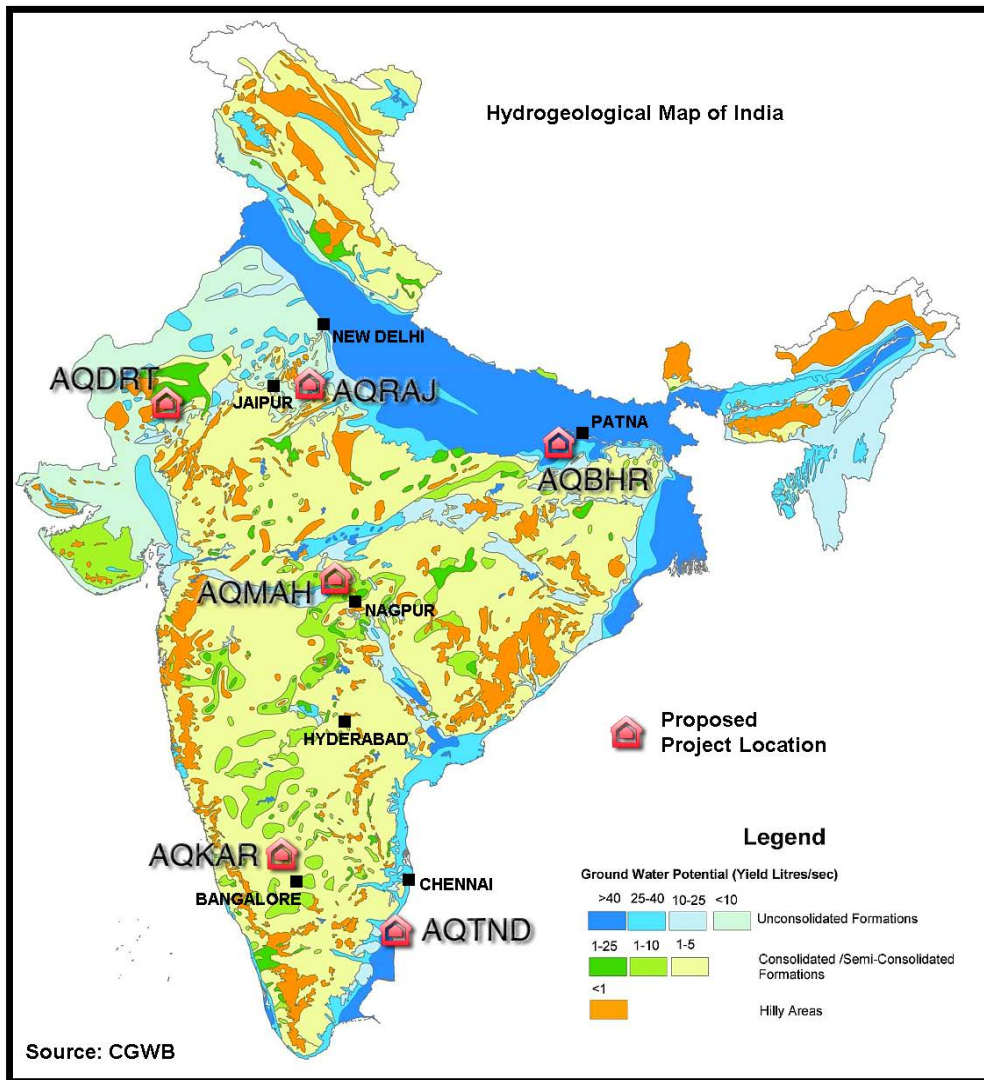 Hydrogeological Map of India
NEW DELHI
AQDRT
JAIPUR
AQRAJ
PATNA
AQBHR
AQMAH
NAGPUR
HYDERABAD
Proposed
Project Location
AQKAR
BANGALORE
CHENNAI
AQTND
Legend
Ground Water Potential (Yield Litres/sec)
>40 25-40 10-25 <10
Unconsolidated Formations
1-25 1-10 1-5
Consolidated /Semi-Consolidated
Formations
<1
Hilly Areas
Source: CGWB